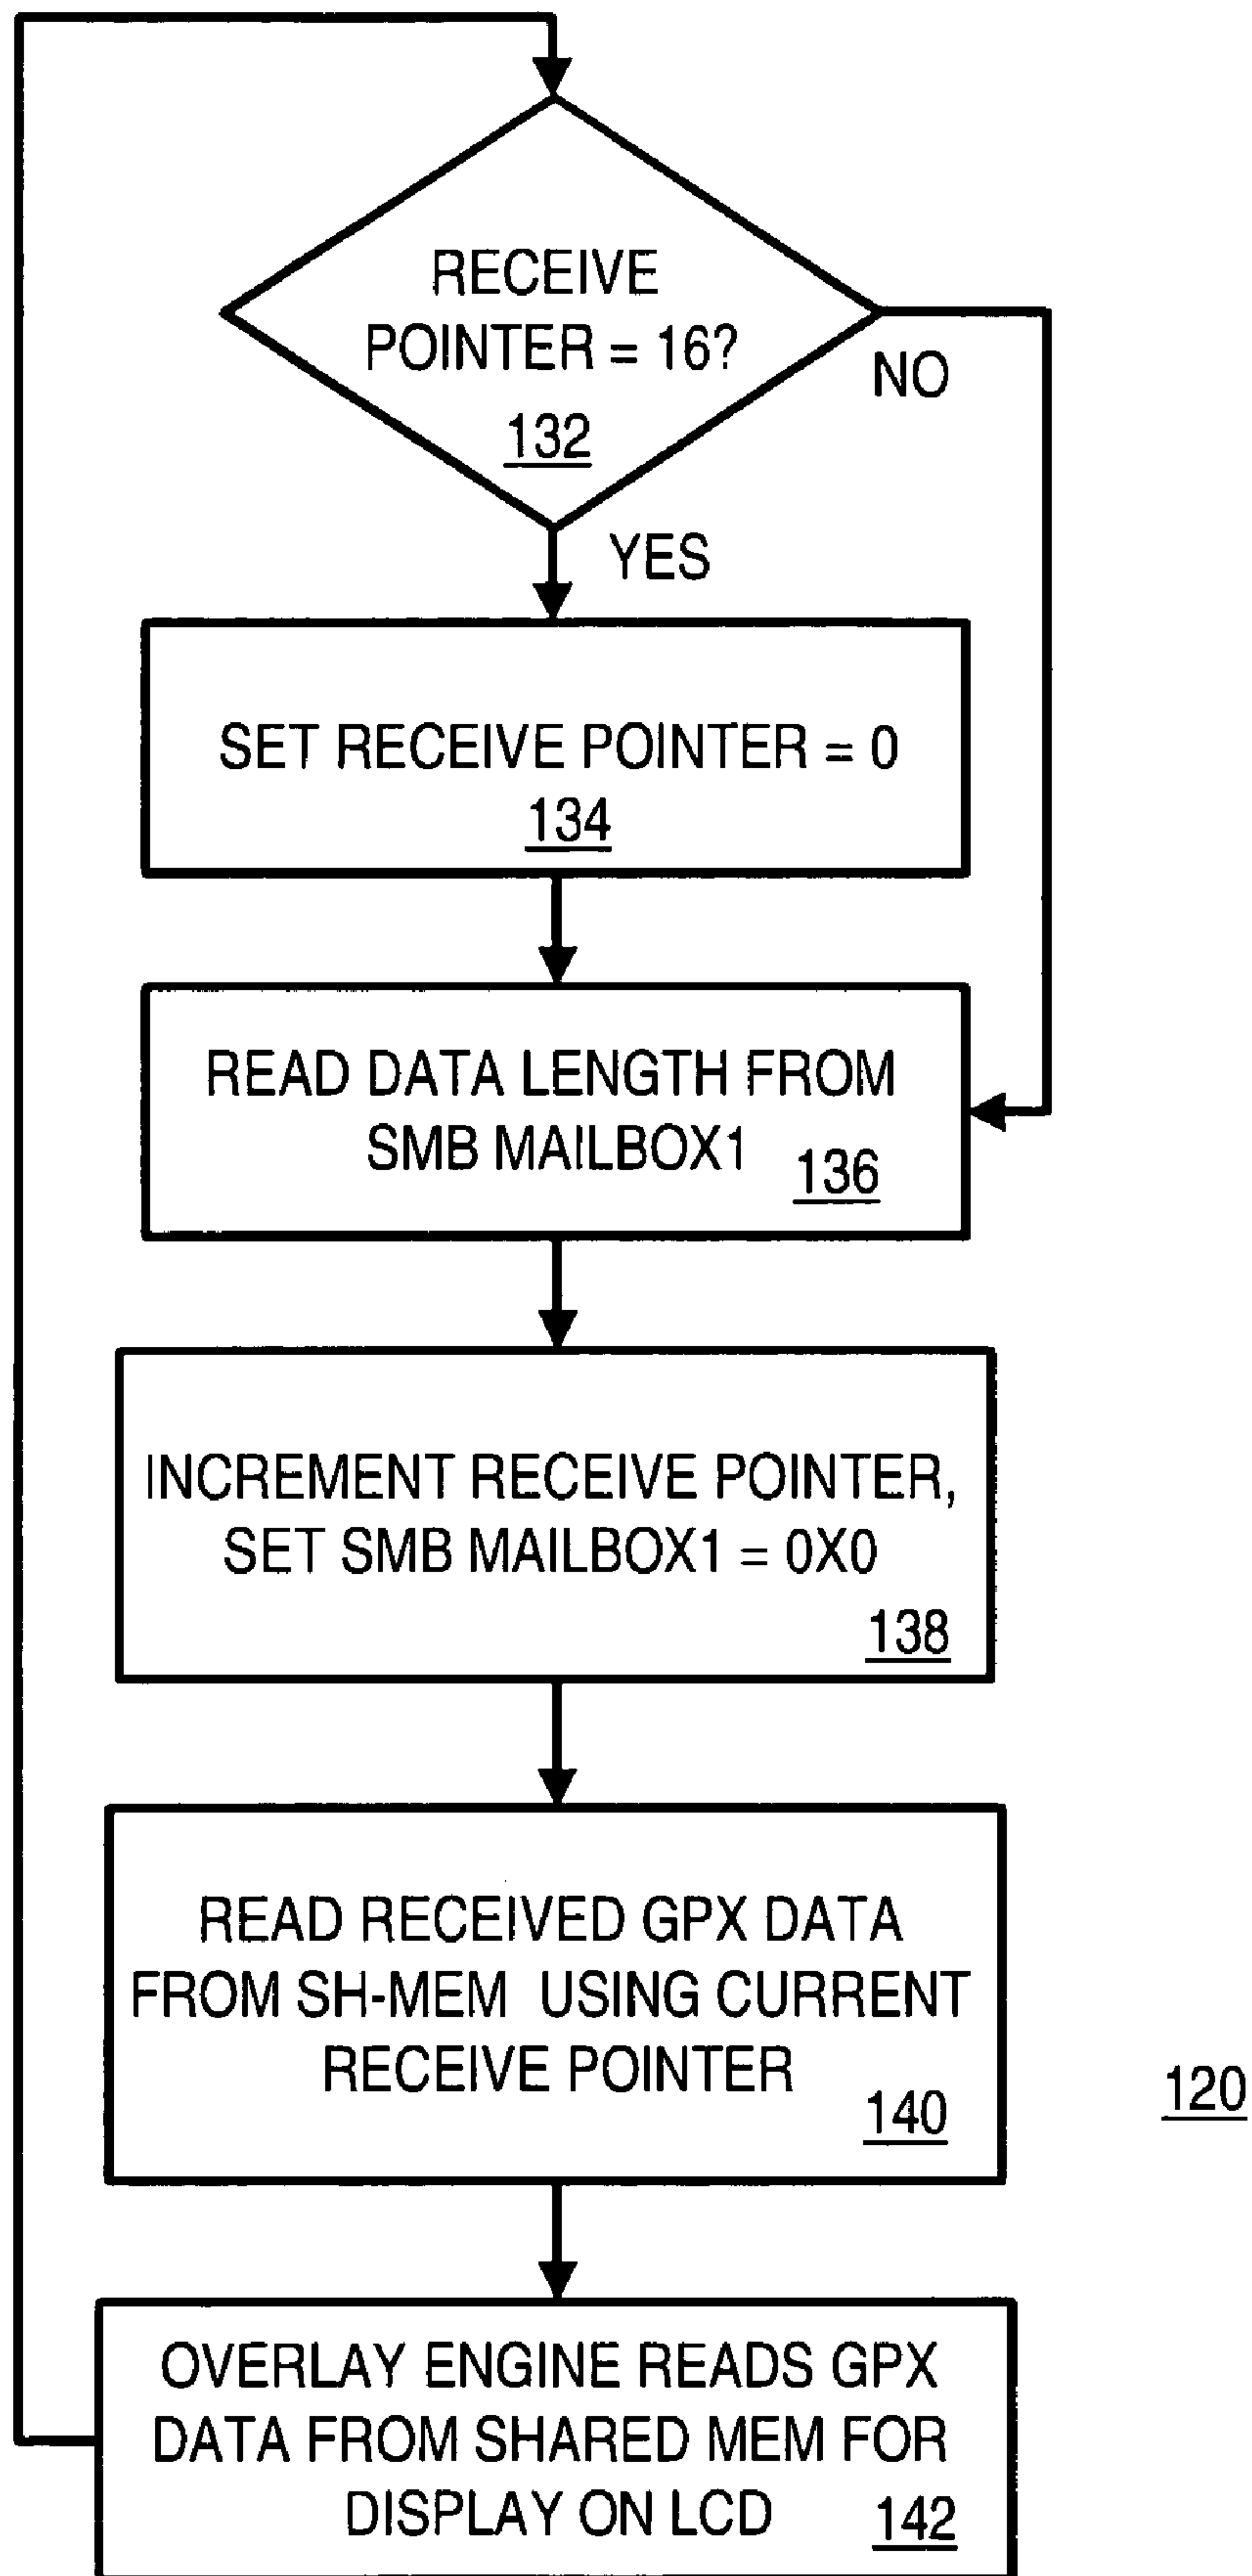 RECEIVE
POINTER = 16?
132
NO
YES
SET RECEIVE POINTER = 0
134
READ DATA LENGTH FROM
SMB MAILBOX1
136
INCREMENT RECEIVE POINTER,
SET SMB MAILBOX1 = 0X0
138
READ RECEIVED GPX DATA
FROM SH-MEM USING CURRENT
RECEIVE POINTER
140
120
OVERLAY ENGINE READS GPX
DATA FROM SHARED MEM FOR
DISPLAY ON LCD
142